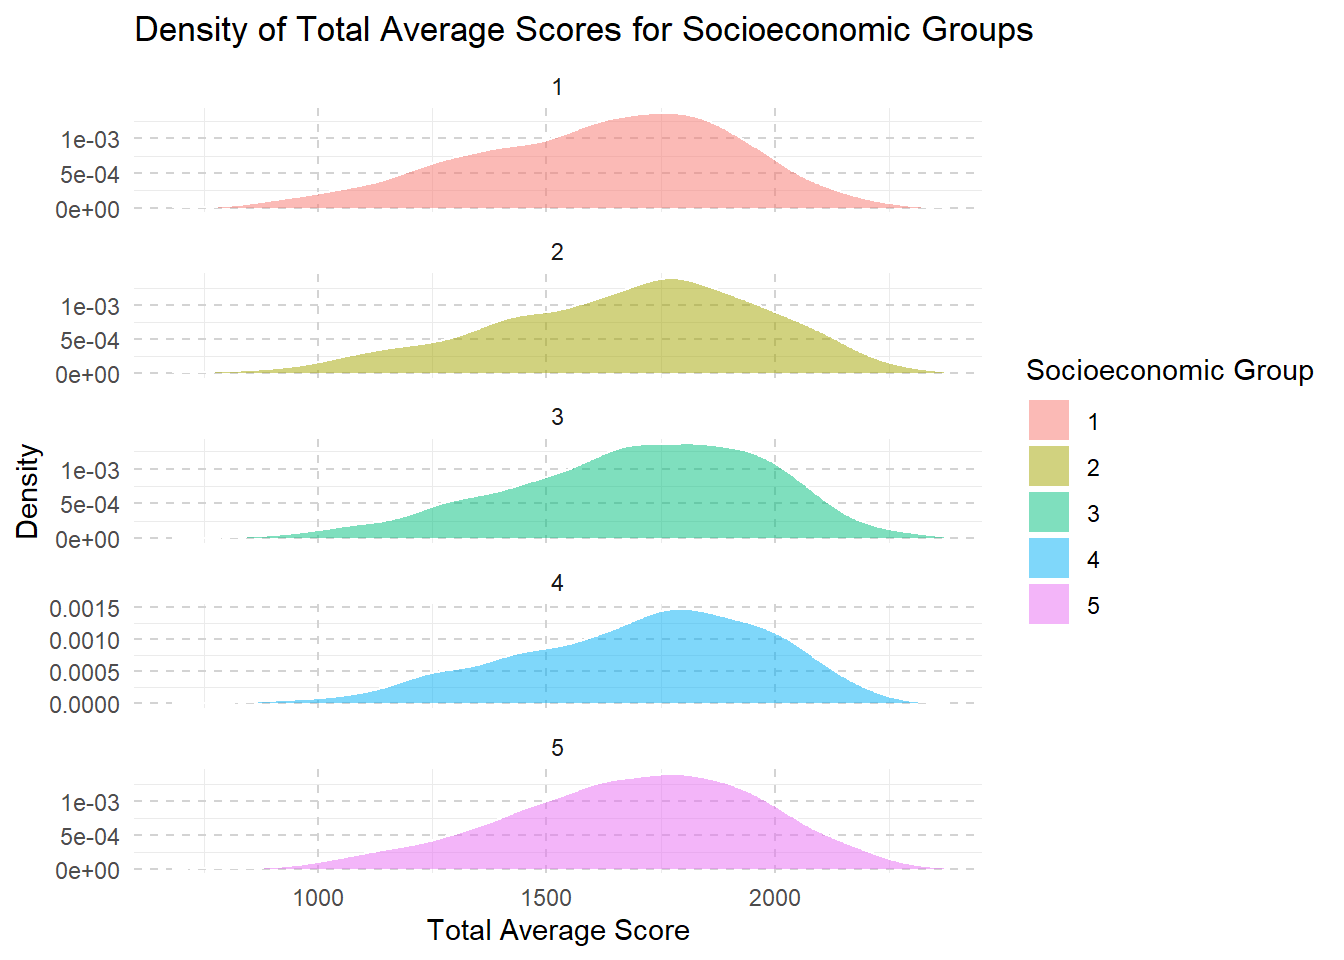 Density of Total Average Scores for Socioeconomic Groups
1
1e-03
5e-04
0e+00
2
1e-03
5e-04
0e+00
3
1e-03
5e-04
0e+00
4
0.0015
0.0010
0.0005
0.0000
5
1e-03
5e-04
0e+00
1000 1500 2000
Total Average Score
Density
Socioeconomic Group
1
2
3
4
5